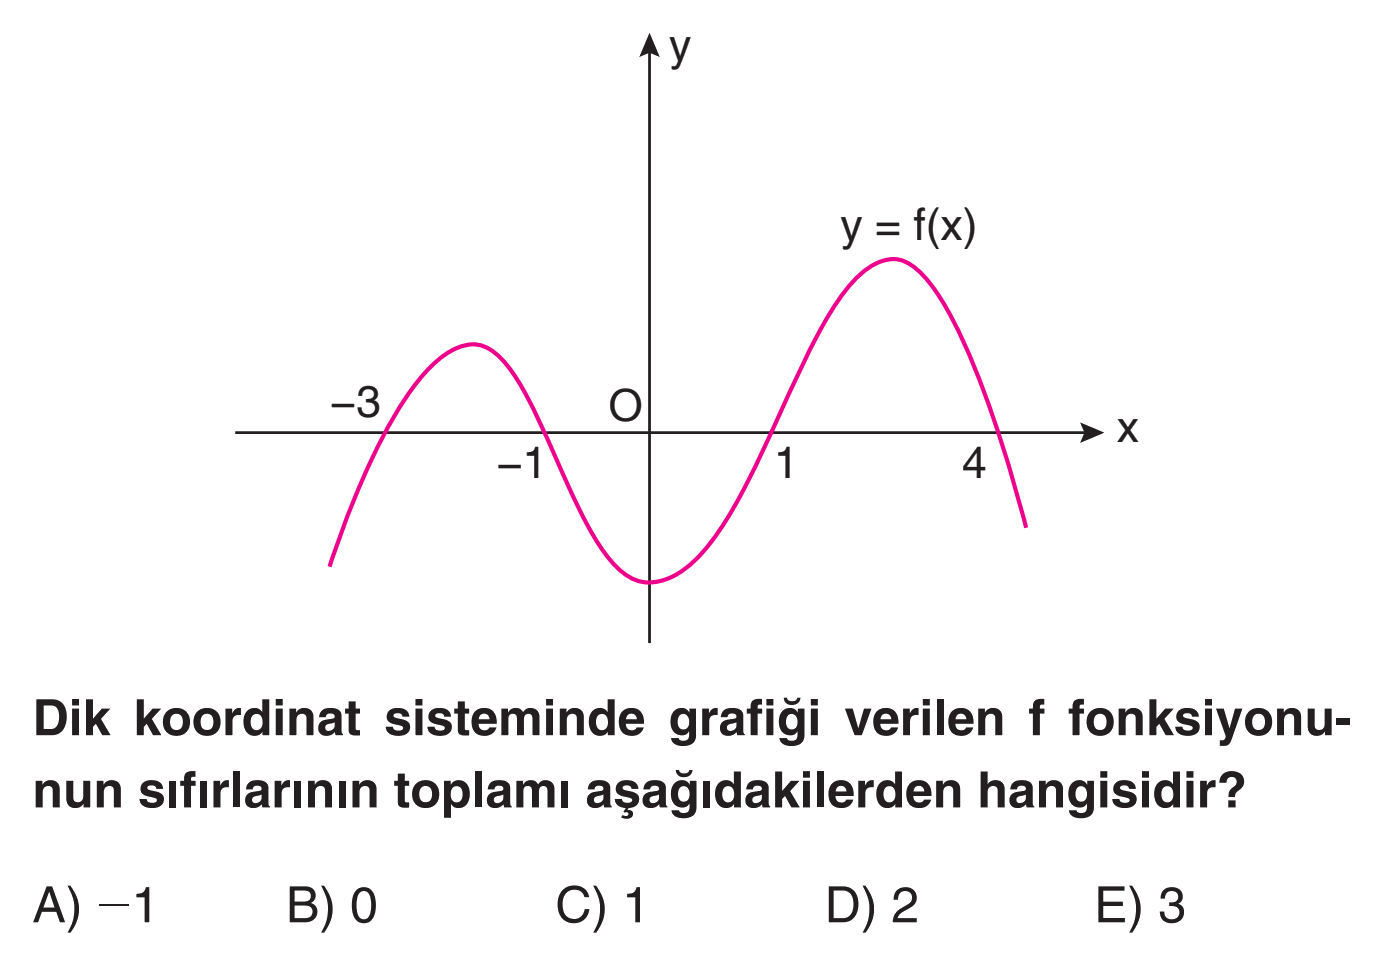 y
y = f(x)
−3
O
x
−1
1
4
Dik koordinat sisteminde grafiği verilen f fonksiyonu-
nun sıfırlarının toplamı aşağıdakilerden hangisidir?
A) −1 B) 0 C) 1 D) 2 E) 3